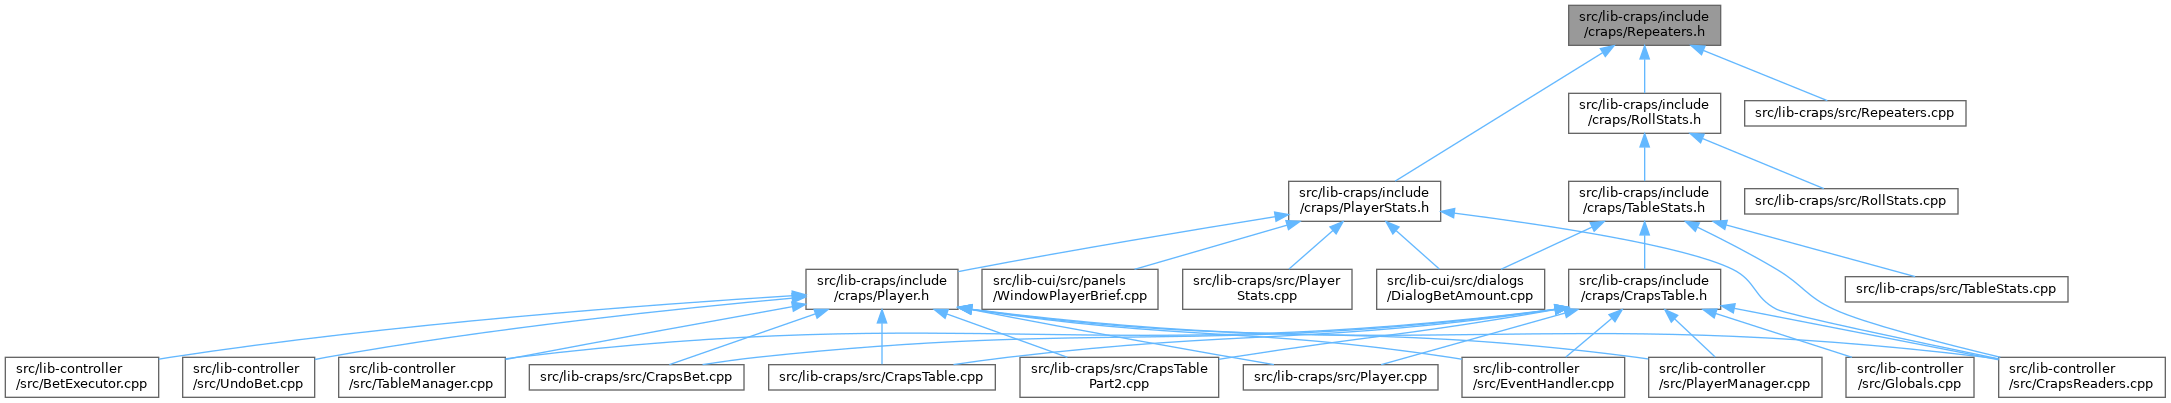 src/lib-craps/include
/craps/Repeaters.h
src/lib-craps/include
/craps/RollStats.h
src/lib-craps/src/Repeaters.cpp
src/lib-craps/include
/craps/PlayerStats.h
src/lib-craps/include
/craps/TableStats.h
src/lib-craps/src/RollStats.cpp
src/lib-craps/include
/craps/Player.h
src/lib-cui/src/panels
/WindowPlayerBrief.cpp
src/lib-craps/src/Player
Stats.cpp
src/lib-cui/src/dialogs
/DialogBetAmount.cpp
src/lib-craps/include
/craps/CrapsTable.h
src/lib-craps/src/TableStats.cpp
src/lib-controller
/src/BetExecutor.cpp
src/lib-controller
/src/UndoBet.cpp
src/lib-controller
/src/TableManager.cpp
src/lib-craps/src/CrapsBet.cpp
src/lib-craps/src/CrapsTable.cpp
src/lib-craps/src/CrapsTable
Part2.cpp
src/lib-craps/src/Player.cpp
src/lib-controller
/src/EventHandler.cpp
src/lib-controller
/src/PlayerManager.cpp
src/lib-controller
/src/Globals.cpp
src/lib-controller
/src/CrapsReaders.cpp